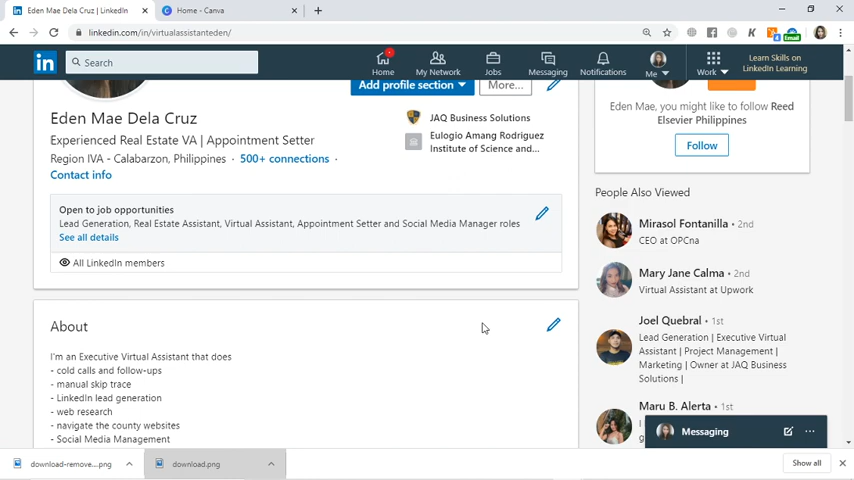 Eden Mae Dela Cruz | LinkedIn
Home - Canva
linkedin.com/in/virtualassistanteden/
Email
in
Search
Home
My Network
Jobs
Messaging
Notifications
Me
Work
Learn Skills on
LinkedIn Learning
Add profile section
More...
Eden Mae Dela Cruz
Experienced Real Estate VA | Appointment Setter
Region IVA - Calabarzon, Philippines · 500+ connections ·
Contact info
JAQ Business Solutions
Eulogio Amang Rodriguez
Institute of Science and...
Open to job opportunities
Lead Generation, Real Estate Assistant, Virtual Assistant, Appointment Setter and Social Media Manager roles
See all details
All LinkedIn members
About
I'm an Executive Virtual Assistant that does
- cold calls and follow-ups
- manual skip trace
- LinkedIn lead generation
- web research
- navigate the county websites
- Social Media Management
Eden Mae, you might like to follow Reed
Elsevier Philippines
Follow
People Also Viewed
Mirasol Fontanilla • 2nd
CEO at OPCna
Mary Jane Calma • 2nd
Virtual Assistant at Upwork
Joel Quebral • 1st
Lead Generation | Executive Virtual
Assistant | Project Management |
Marketing | Owner at JAQ Business
Solutions |
Maru B. Alerta • 1st
Messaging
download-remove....png
download.png
Show all